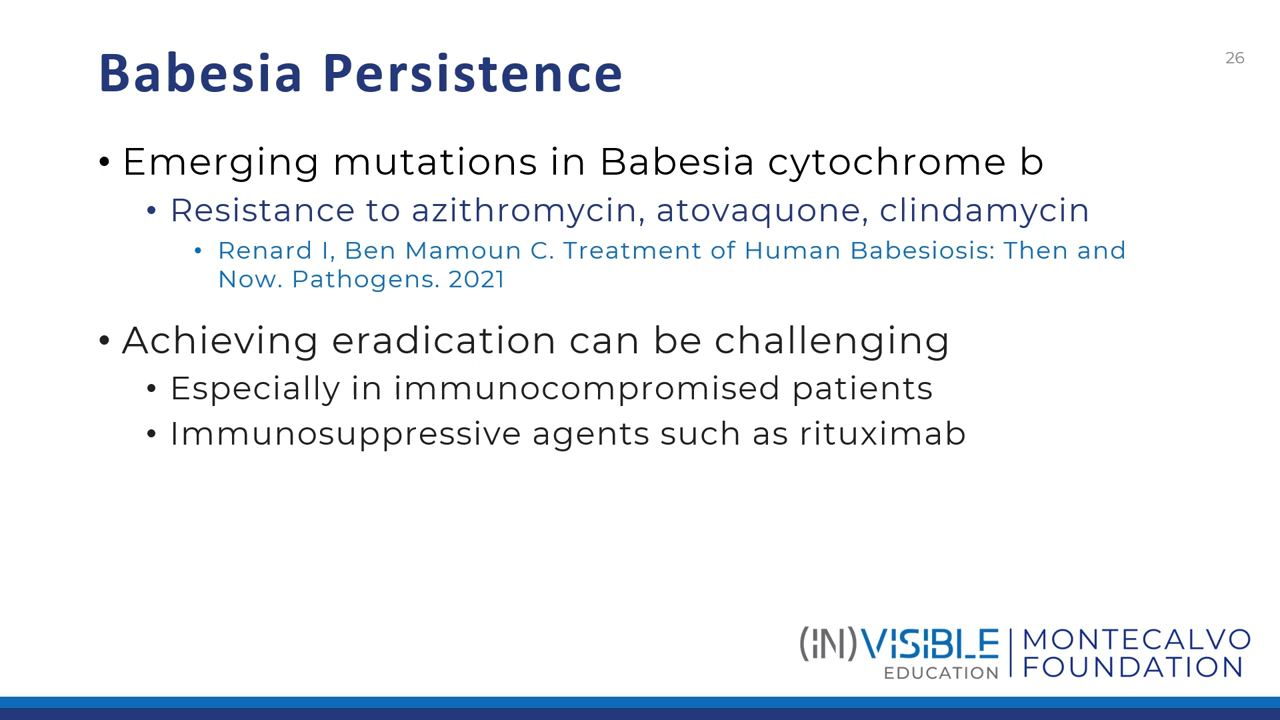 Babesia Persistence
26
• Emerging mutations in Babesia cytochrome b
• Resistance to azithromycin, atovaquone, clindamycin
• Renard I, Ben Mamoun C. Treatment of Human Babesiosis: Then and
Now. Pathogens. 2021
• Achieving eradication can be challenging
• Especially in immunocompromised patients
• Immunosuppressive agents such as rituximab
(IN)VISIBLE
EDUCATION
MONTECALVO
FOUNDATION